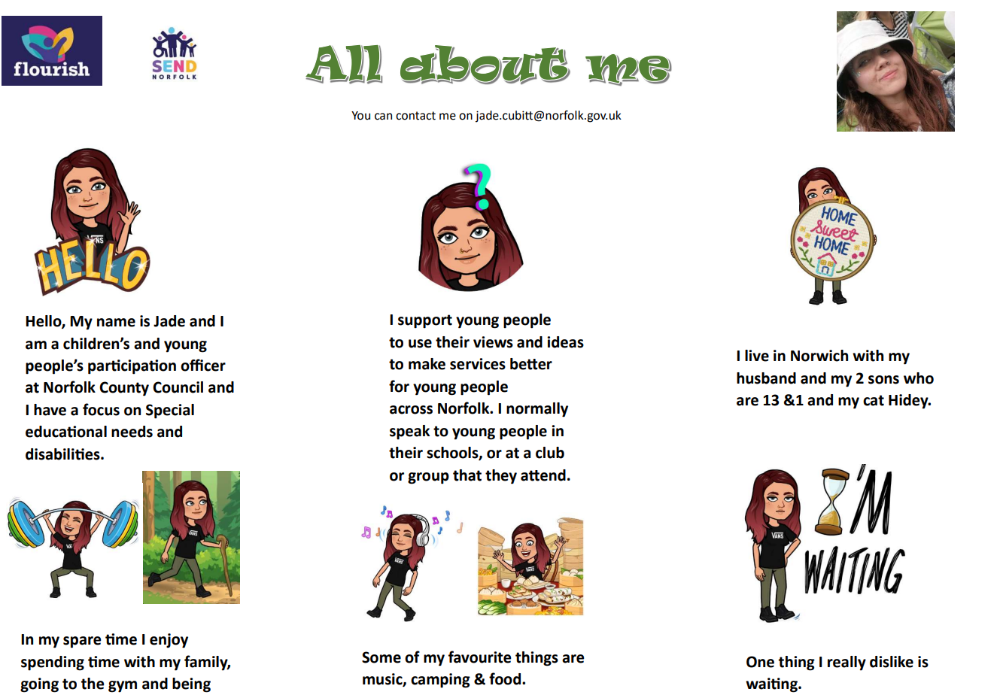 flourish
SEND
NORFOLK
All about me
You can contact me on jade.cubitt@norfolk.gov.uk
VANS
HELLO
?
HOME
Sweet
HOME
Hello, My name is Jade and I
am a children's and young
people's participation officer
at Norfolk County Council and
I have a focus on Special
educational needs and
disabilities.
I support young people
to use their views and ideas
to make services better
for young people
across Norfolk. I normally
speak to young people in
their schools, or at a club
or group that they attend.
I live in Norwich with my
husband and my 2 sons who
are 13 &1 and my cat Hidey.
VA
VANS
VANS
VANS
VANS
I'M
WAITING
In my spare time I enjoy
spending time with my family,
going to the gym and being
Some of my favourite things are
music, camping & food.
One thing I really dislike is
waiting.